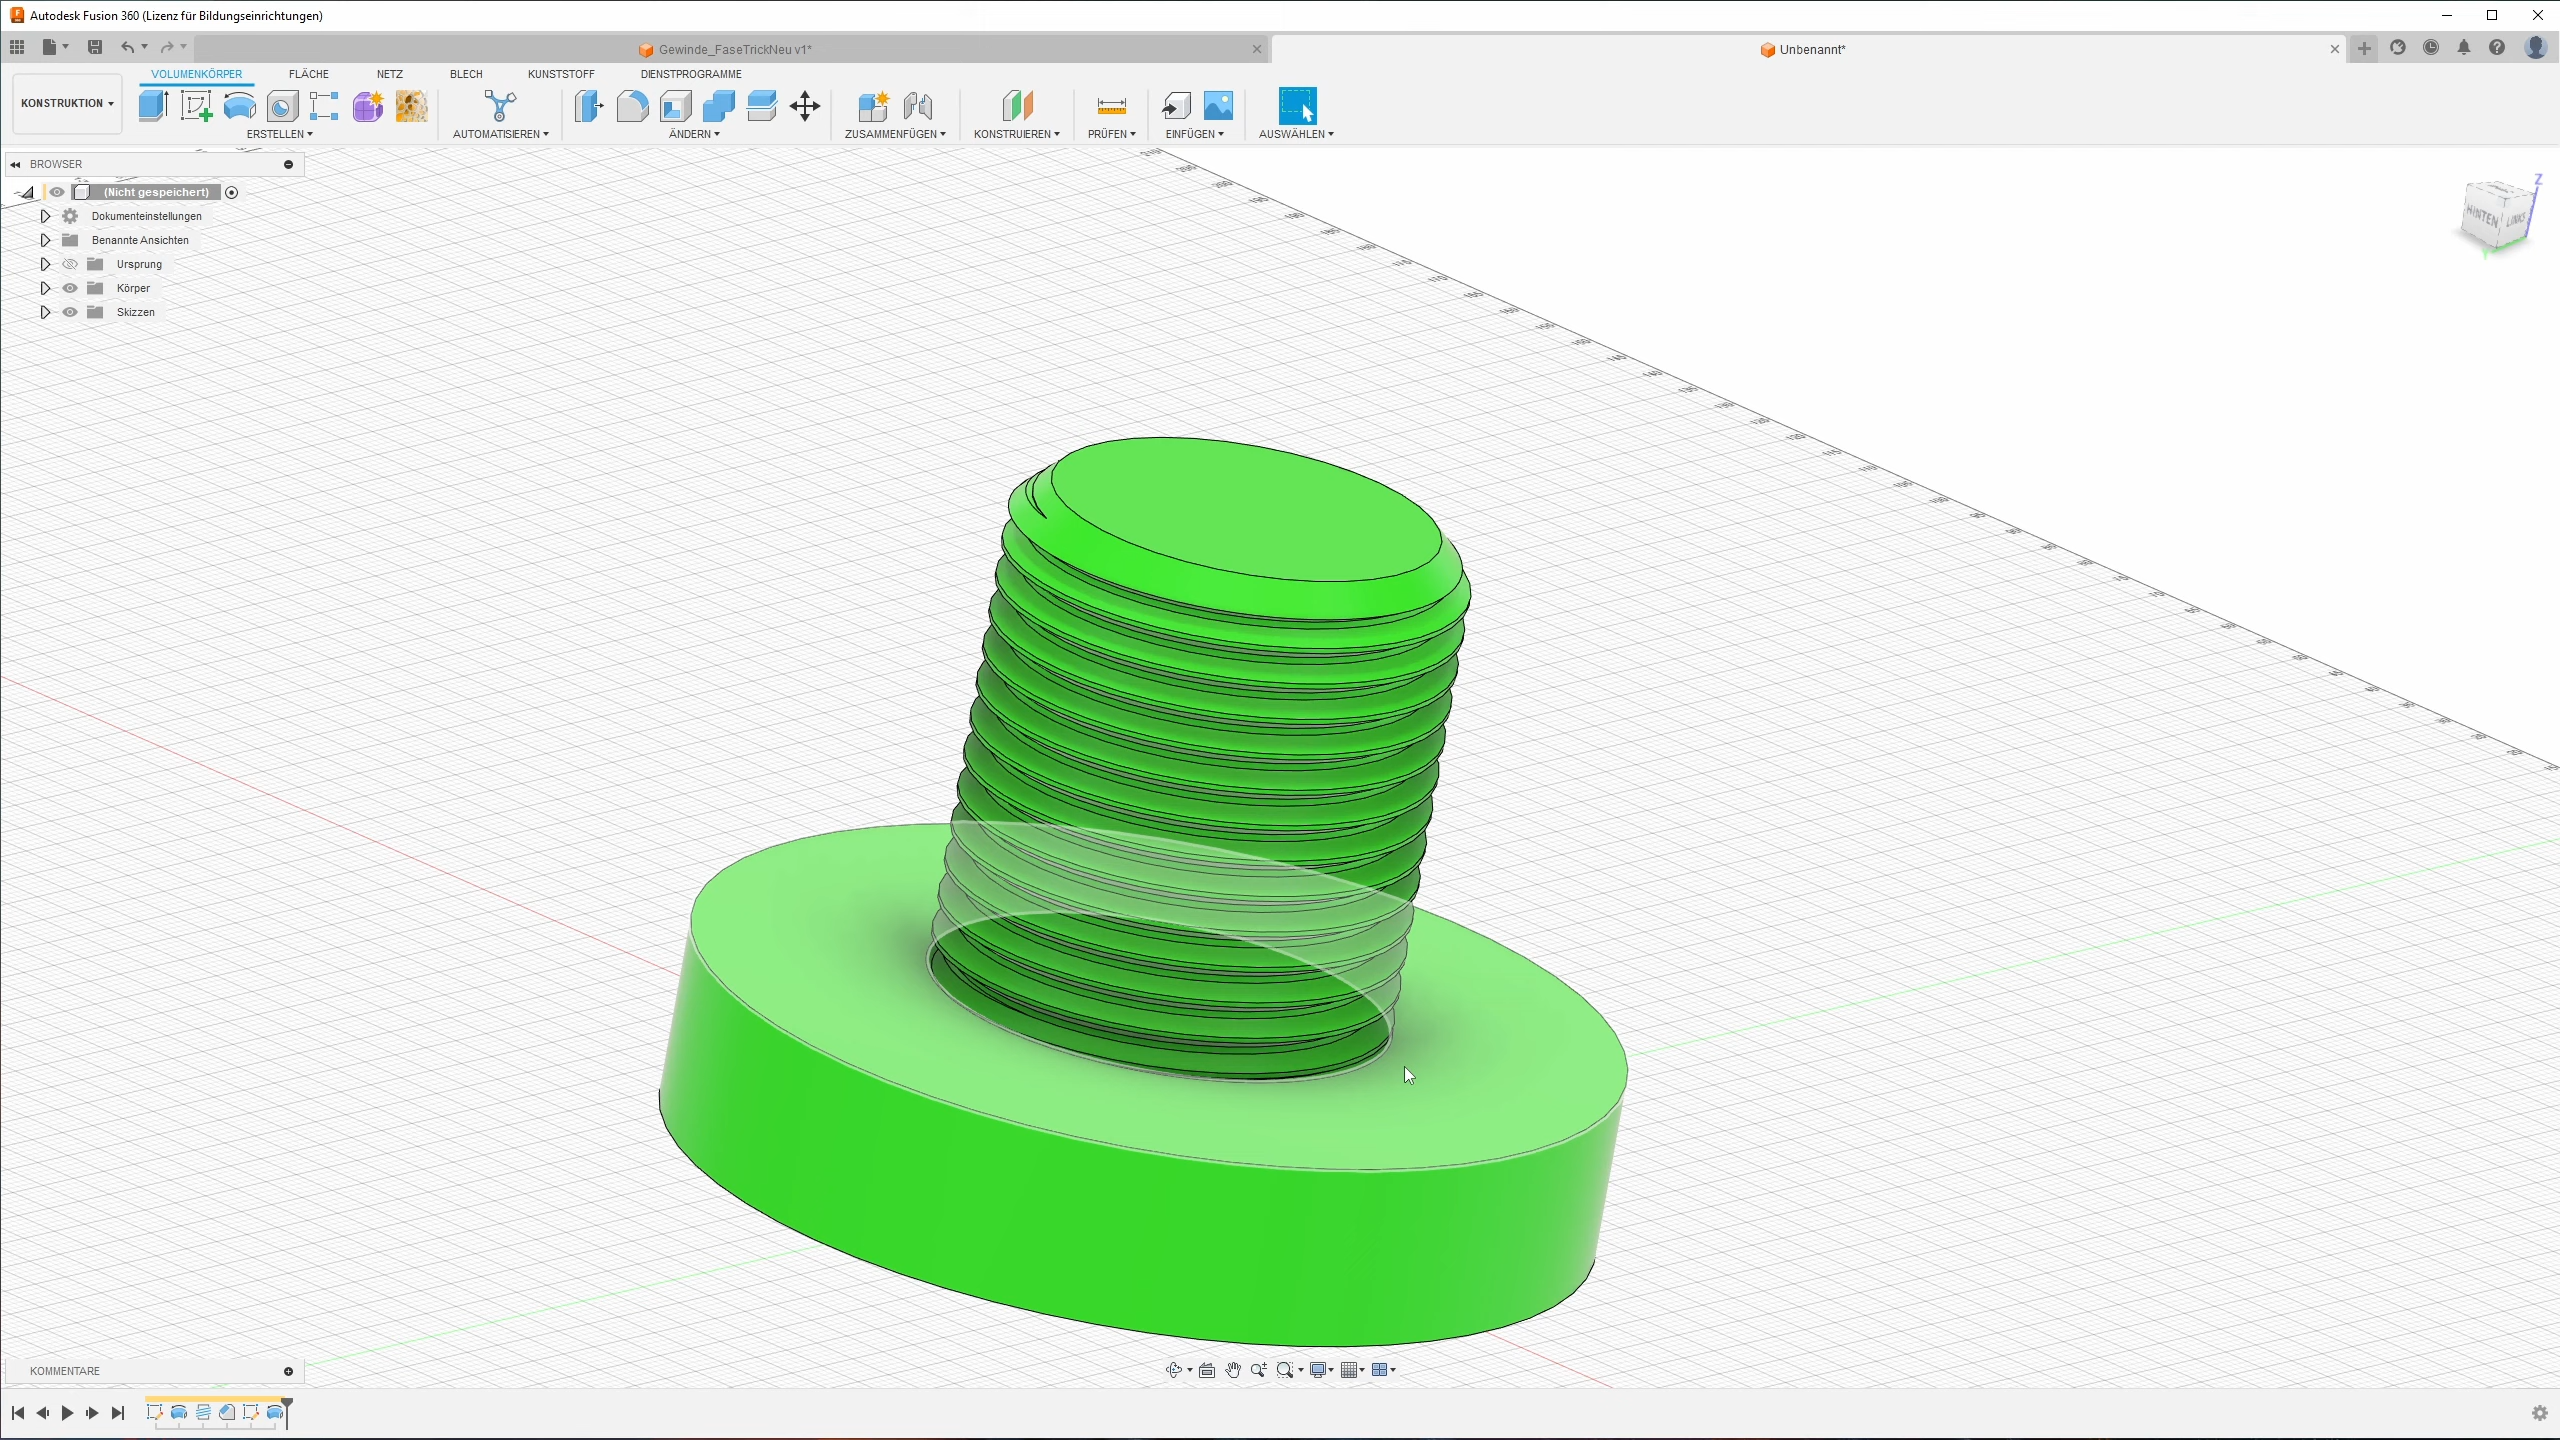 Autodesk Fusion 360 (Lizenz für Bildungseinrichtungen)
Gewinde_FaseTrickNeu v1*
Unbenannt*
KONSTRUKTION
VOLUMENKÖRPER
FLÄCHE
NETZ
BLECH
KUNSTSTOFF
DIENSTPROGRAMME
ERSTELLEN
AUTOMATISIEREN
ÄNDERN
ZUSAMMENFÜGEN
KONSTRUIEREN
PRÜFEN
EINFÜGEN
AUSWÄHLEN
BROWSER
(Nicht gespeichert)
Dokumenteinstellungen
Benannte Ansichten
Ursprung
Körper
Skizzen
Z
HINTEN
LINKS
Y
KOMMENTARE